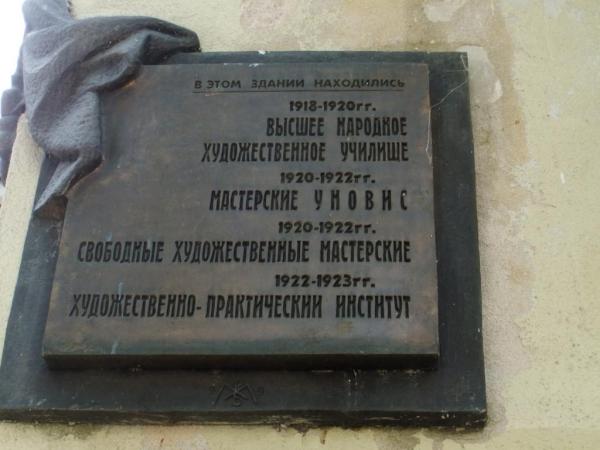 В ЭТОМ ЗДАНИИ НАХОДИЛИСЬ
1918-1920гг.
ВЫСШЕЕ НАРОДНОЕ
ХУДОЖЕСТВЕННОЕ УЧИЛИЩЕ
1920-1922гг.
МАСТЕРСКИЕ УНОВИС
1920-1922гг.
СВОБОДНЫЕ ХУДОЖЕСТВЕННЫЕ МАСТЕРСКИЕ
1922-1923гг.
ХУДОЖЕСТВЕННО-ПРАКТИЧЕСКИЙ ИНСТИТУТ